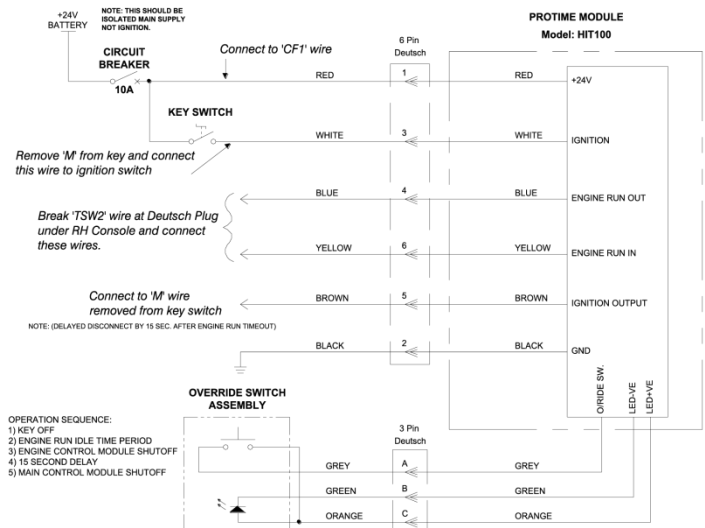 +24V
BATTERY
NOTE: THIS SHOULD BE
ISOLATED MAIN SUPPLY
NOT IGNITION.
PROTIME MODULE
Model: HIT100
CIRCUIT
BREAKER
10A
Connect to 'CF1' wire
6 Pin
Deutsch
RED
1
RED
+24V
KEY SWITCH
WHITE
3
WHITE
IGNITION
Remove 'M' from key and connect
this wire to ignition switch
BLUE
4
BLUE
ENGINE RUN OUT
Break 'TSW2' wire at Deutsch Plug
under RH Console and connect
these wires.
YELLOW
6
YELLOW
ENGINE RUN IN
Connect to 'M' wire
removed from key switch
BROWN
5
BROWN
IGNITION OUTPUT
NOTE: (DELAYED DISCONNECT BY 15 SEC. AFTER ENGINE RUN TIMEOUT)
BLACK
2
BLACK
GND
O/RIDE SW.
LED-VE
LED+VE
OVERRIDE SWITCH
ASSEMBLY
OPERATION SEQUENCE:
1) KEY OFF
2) ENGINE RUN IDLE TIME PERIOD
3) ENGINE CONTROL MODULE SHUTOFF
4) 15 SECOND DELAY
5) MAIN CONTROL MODULE SHUTOFF
3 Pin
Deutsch
GREY
A
GREY
GREEN
B
GREEN
ORANGE
C
ORANGE